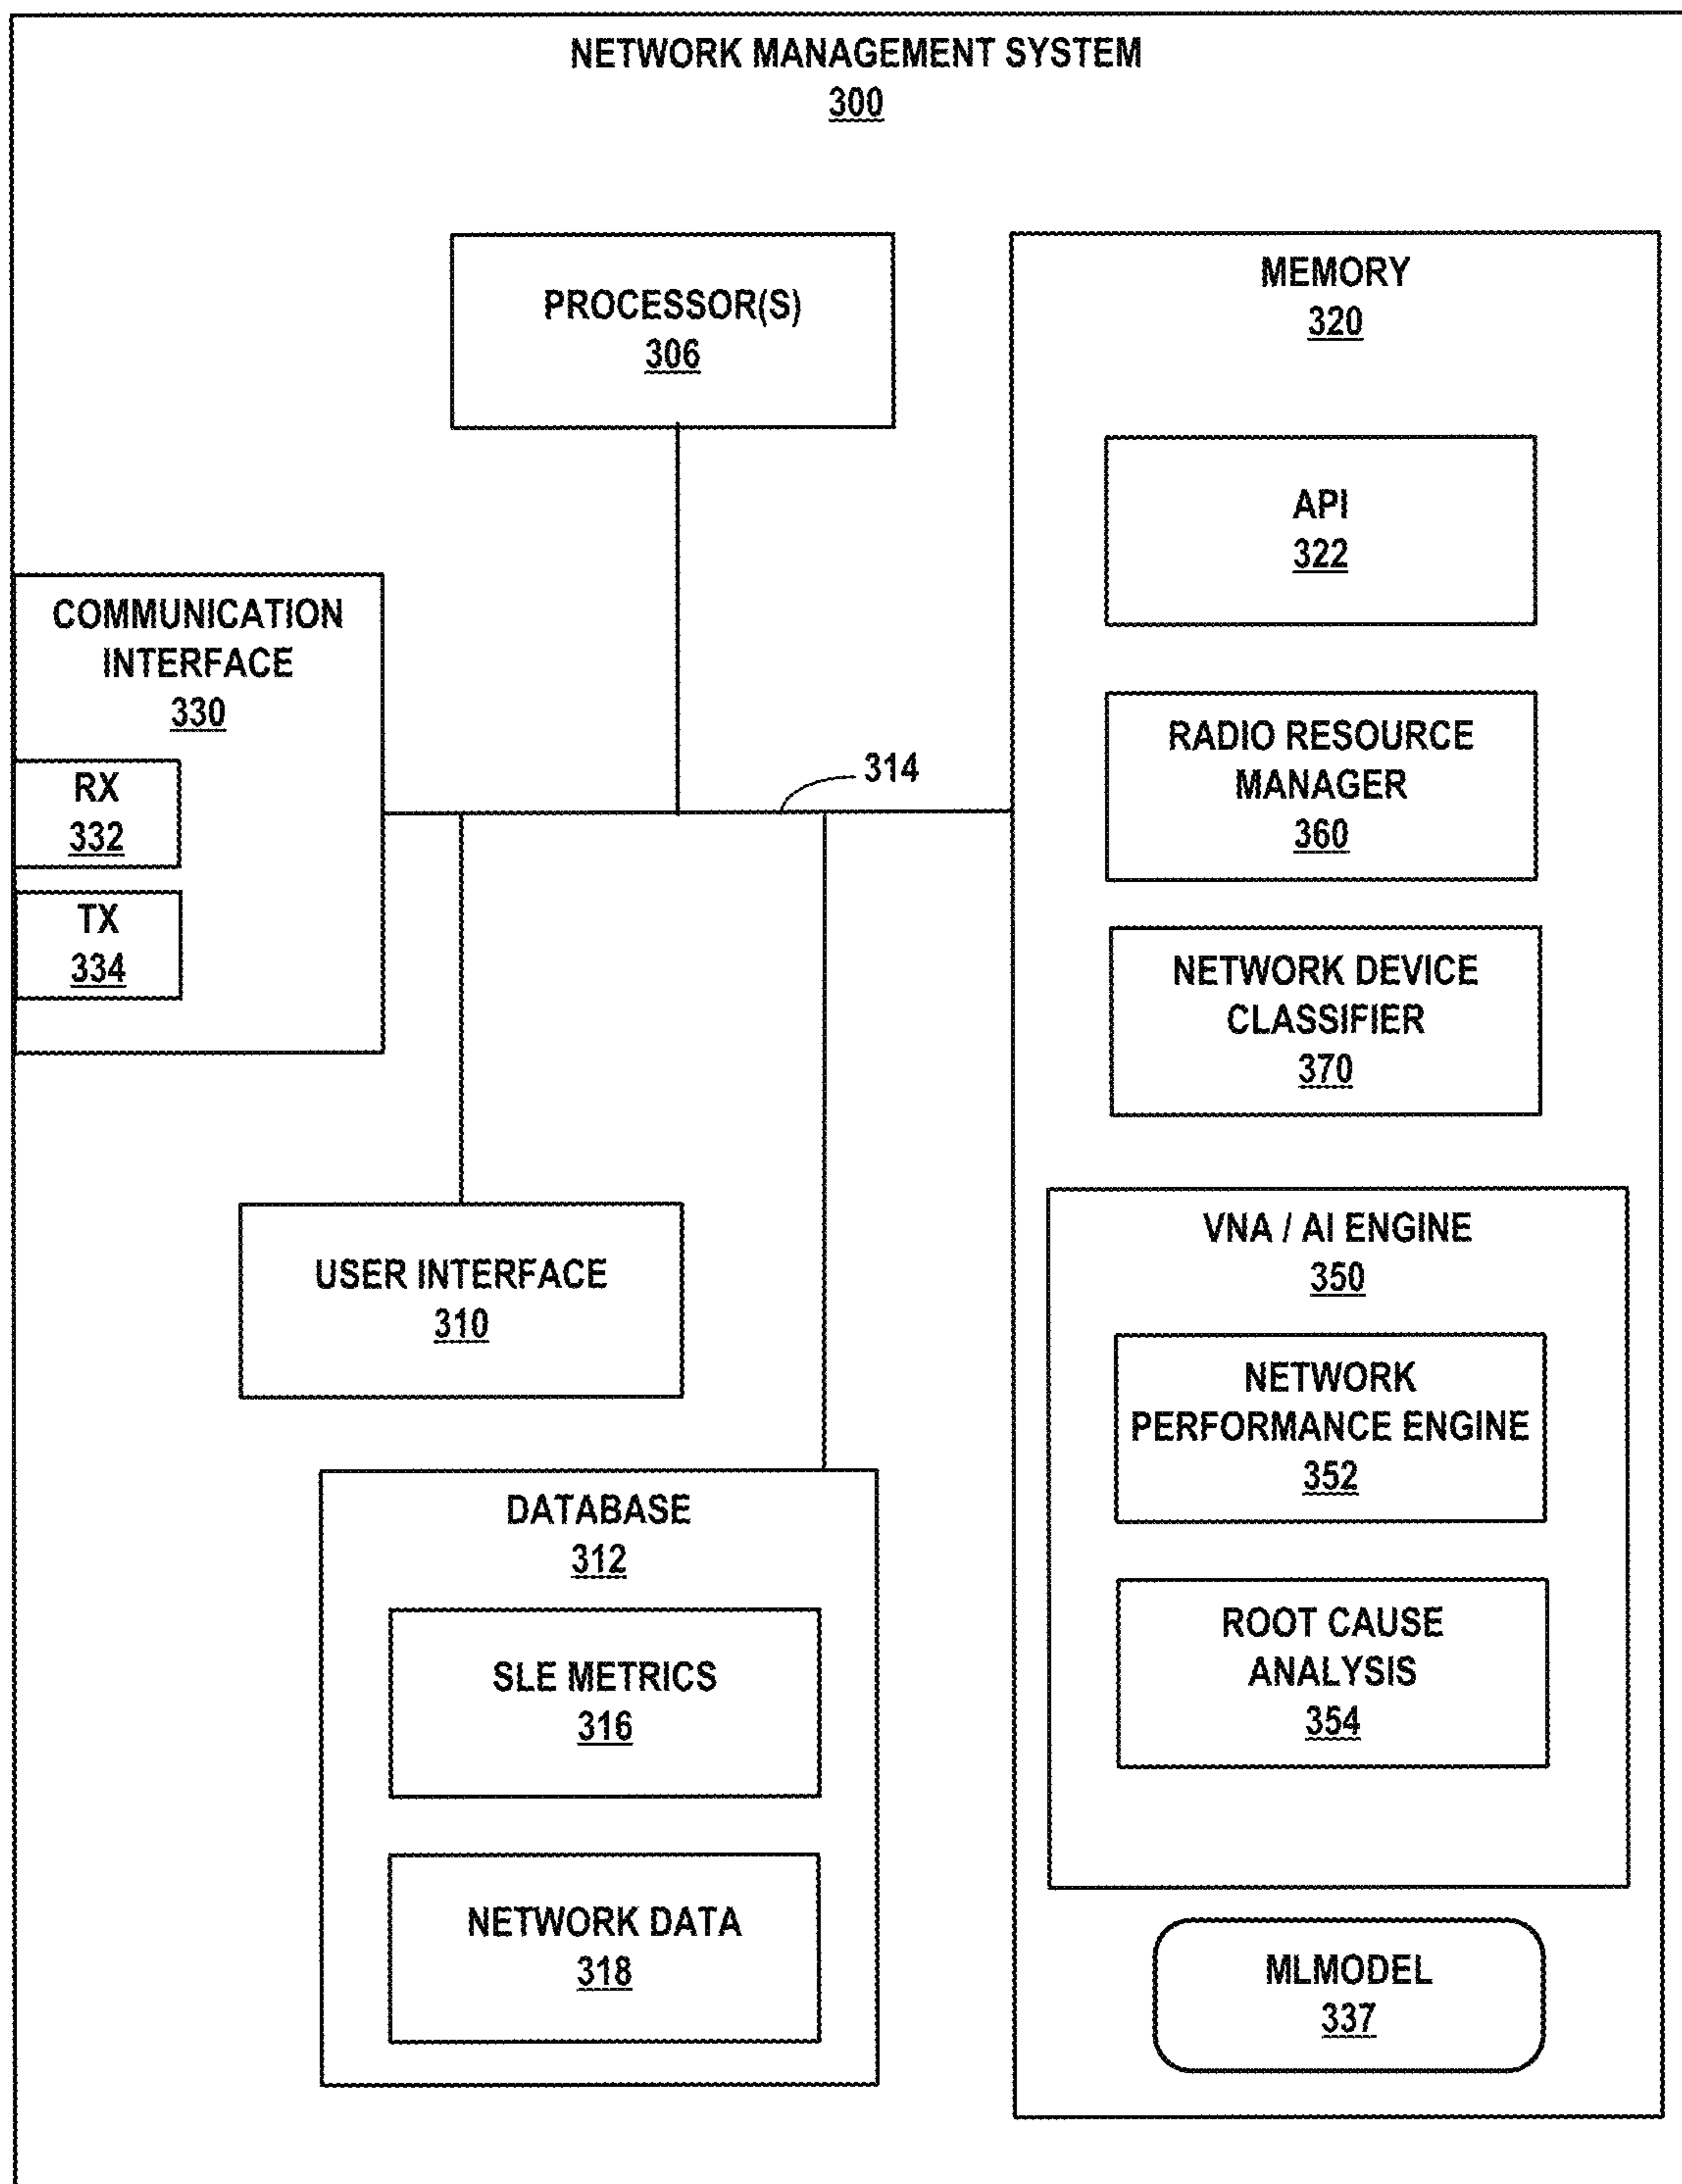 NETWORK MANAGEMENT SYSTEM
300
PROCESSOR(S)
306
MEMORY
320
API
322
COMMUNICATION
INTERFACE
330
RX
332
TX
334
314
RADIO RESOURCE
MANAGER
360
NETWORK DEVICE
CLASSIFIER
370
USER INTERFACE
310
VNA / AI ENGINE
350
NETWORK
PERFORMANCE ENGINE
352
ROOT CAUSE
ANALYSIS
354
DATABASE
312
SLE METRICS
316
NETWORK DATA
318
MLMODEL
337